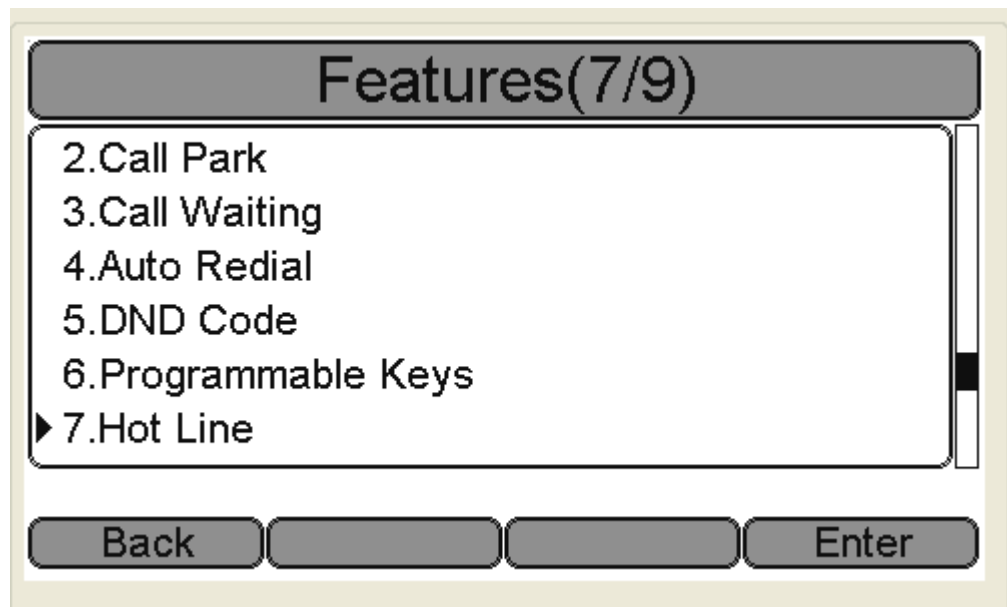 Features(7/9)
2.Call Park
3.Call Waiting
4.Auto Redial
5.DND Code
6.Programmable Keys
7.Hot Line
Back
Enter